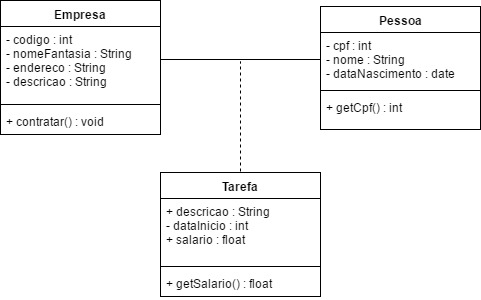 Empresa
- codigo : int
- nomeFantasia : String
- endereco : String
- descricao : String
+ contratar() : void
Pessoa
- cpf : int
- nome : String
- dataNascimento : date
+ getCpf() : int
Tarefa
+ descricao : String
- dataInicio : int
+ salario : float
+ getSalario() : float